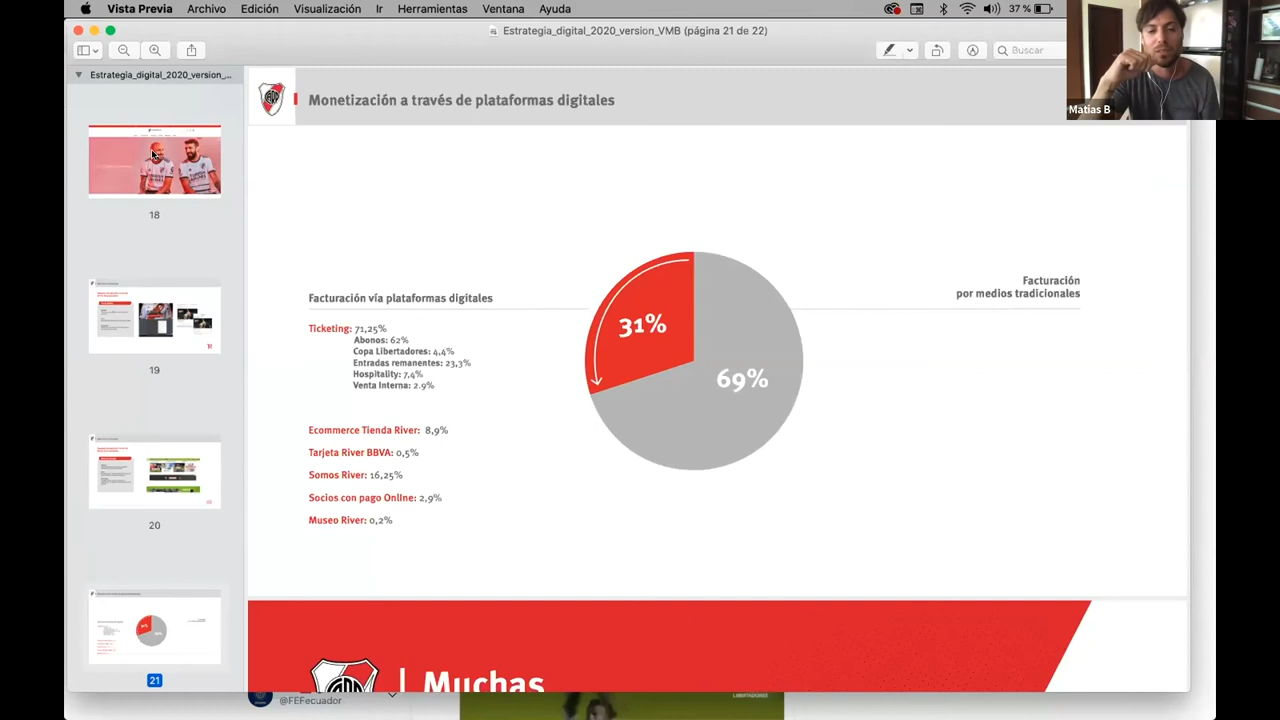 Vista Previa Archivo Edición Visualización Ir Herramientas Ventana Ayuda 37 %
Estrategia_digital_2020_version_VMB (página 21 de 22)
Buscar
Estrategia_digital_2020_version_...
Matias B
Monetización a través de plataformas digitales
18
19
20
21
Facturación vía plataformas digitales
Ticketing: 71,25%
Abonos: 62%
Copa Libertadores: 4,4%
Entradas remanentes: 23,3%
Hospitality: 7,4%
Venta Interna: 2.9%
Ecommerce Tienda River: 8,9%
Tarjeta River BBVA: 0,5%
Somos River: 16,25%
Socios con pago OnlIne: 2,9%
Museo River: 0,2%
31%
69%
Facturación
por medios tradicionales
Muchas
@FEFecuador
LIBERTADORES